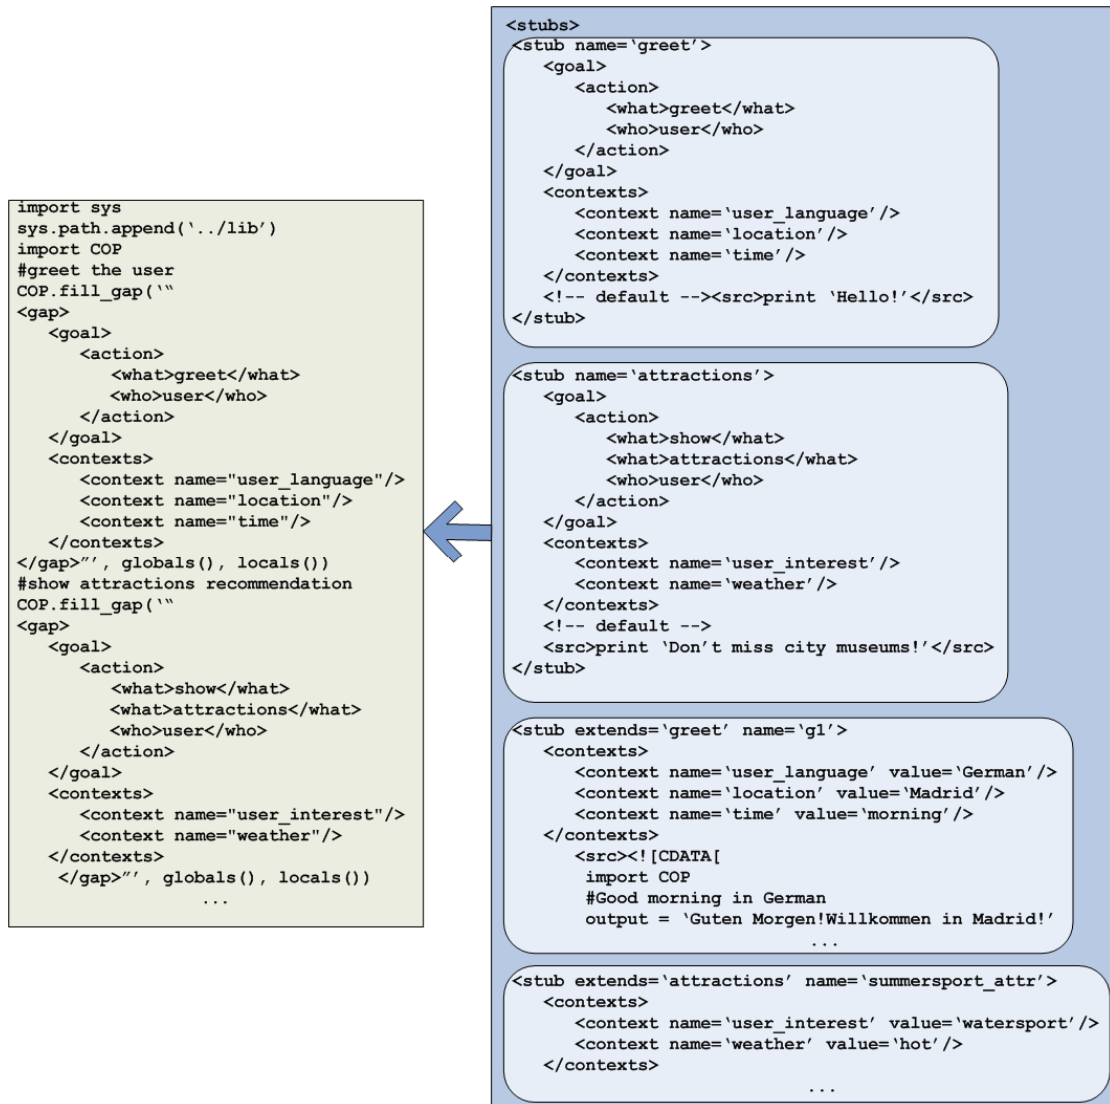 import sys
sys.path.append(‘../lib’)
import COP
#greet the user
COP.fill_gap(‘“
<gap>
<goal>
<action>
<what>greet</what>
<who>user</who>
</action>
</goal>
<contexts>
<context name="user_language"/>
<context name="location"/>
<context name="time"/>
</contexts>
</gap>”’, globals(), locals())
#show attractions recommendation
COP.fill_gap(‘“
<gap>
<goal>
<action>
<what>show</what>
<what>attractions</what>
<who>user</who>
</action>
</goal>
<contexts>
<context name="user_interest"/>
<context name="weather"/>
</contexts>
</gap>”’, globals(), locals())
...
<stubs>
<stub name=‘greet’>
<goal>
<action>
<what>greet</what>
<who>user</who>
</action>
</goal>
<contexts>
<context name=‘user_language’/>
<context name=‘location’/>
<context name=‘time’/>
</contexts>
<!-- default --><src>print ‘Hello!’</src>
</stub>
<stub name=‘attractions’>
<goal>
<action>
<what>show</what>
<what>attractions</what>
<who>user</who>
</action>
</goal>
<contexts>
<context name=‘user_interest’/>
<context name=‘weather’/>
</contexts>
<!-- default -->
<src>print ‘Don’t miss city museums!’</src>
</stub>
<stub extends=‘greet’ name=‘g1’>
<contexts>
<context name=‘user_language’ value=‘German’/>
<context name=‘location’ value=‘Madrid’/>
<context name=‘time’ value=‘morning’/>
</contexts>
<src><![CDATA[
import COP
#Good morning in German
output = ‘Guten Morgen!Willkommen in Madrid!’
...
<stub extends=‘attractions’ name=‘summersport_attr’>
<contexts>
<context name=‘user_interest’ value=‘watersport’/>
<context name=‘weather’ value=‘hot’/>
</contexts>
...